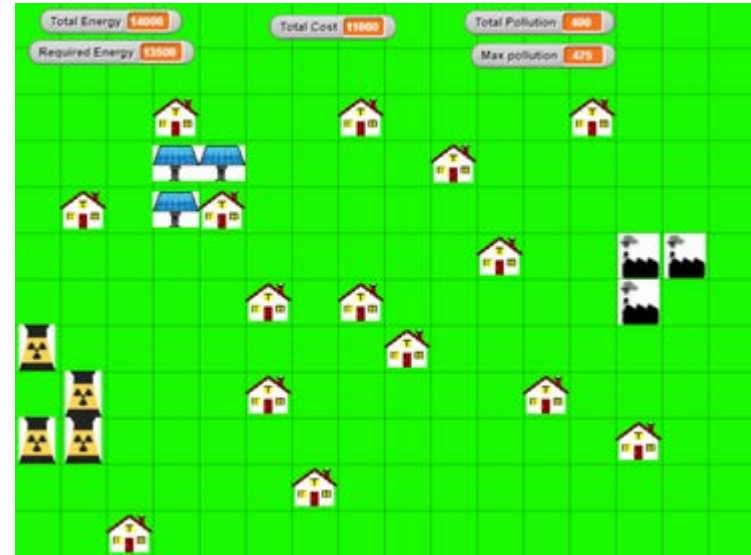 Total Energy 14000
Required Energy 13500
Total Cost 11000
Total Pollution 400
Max pollution 475